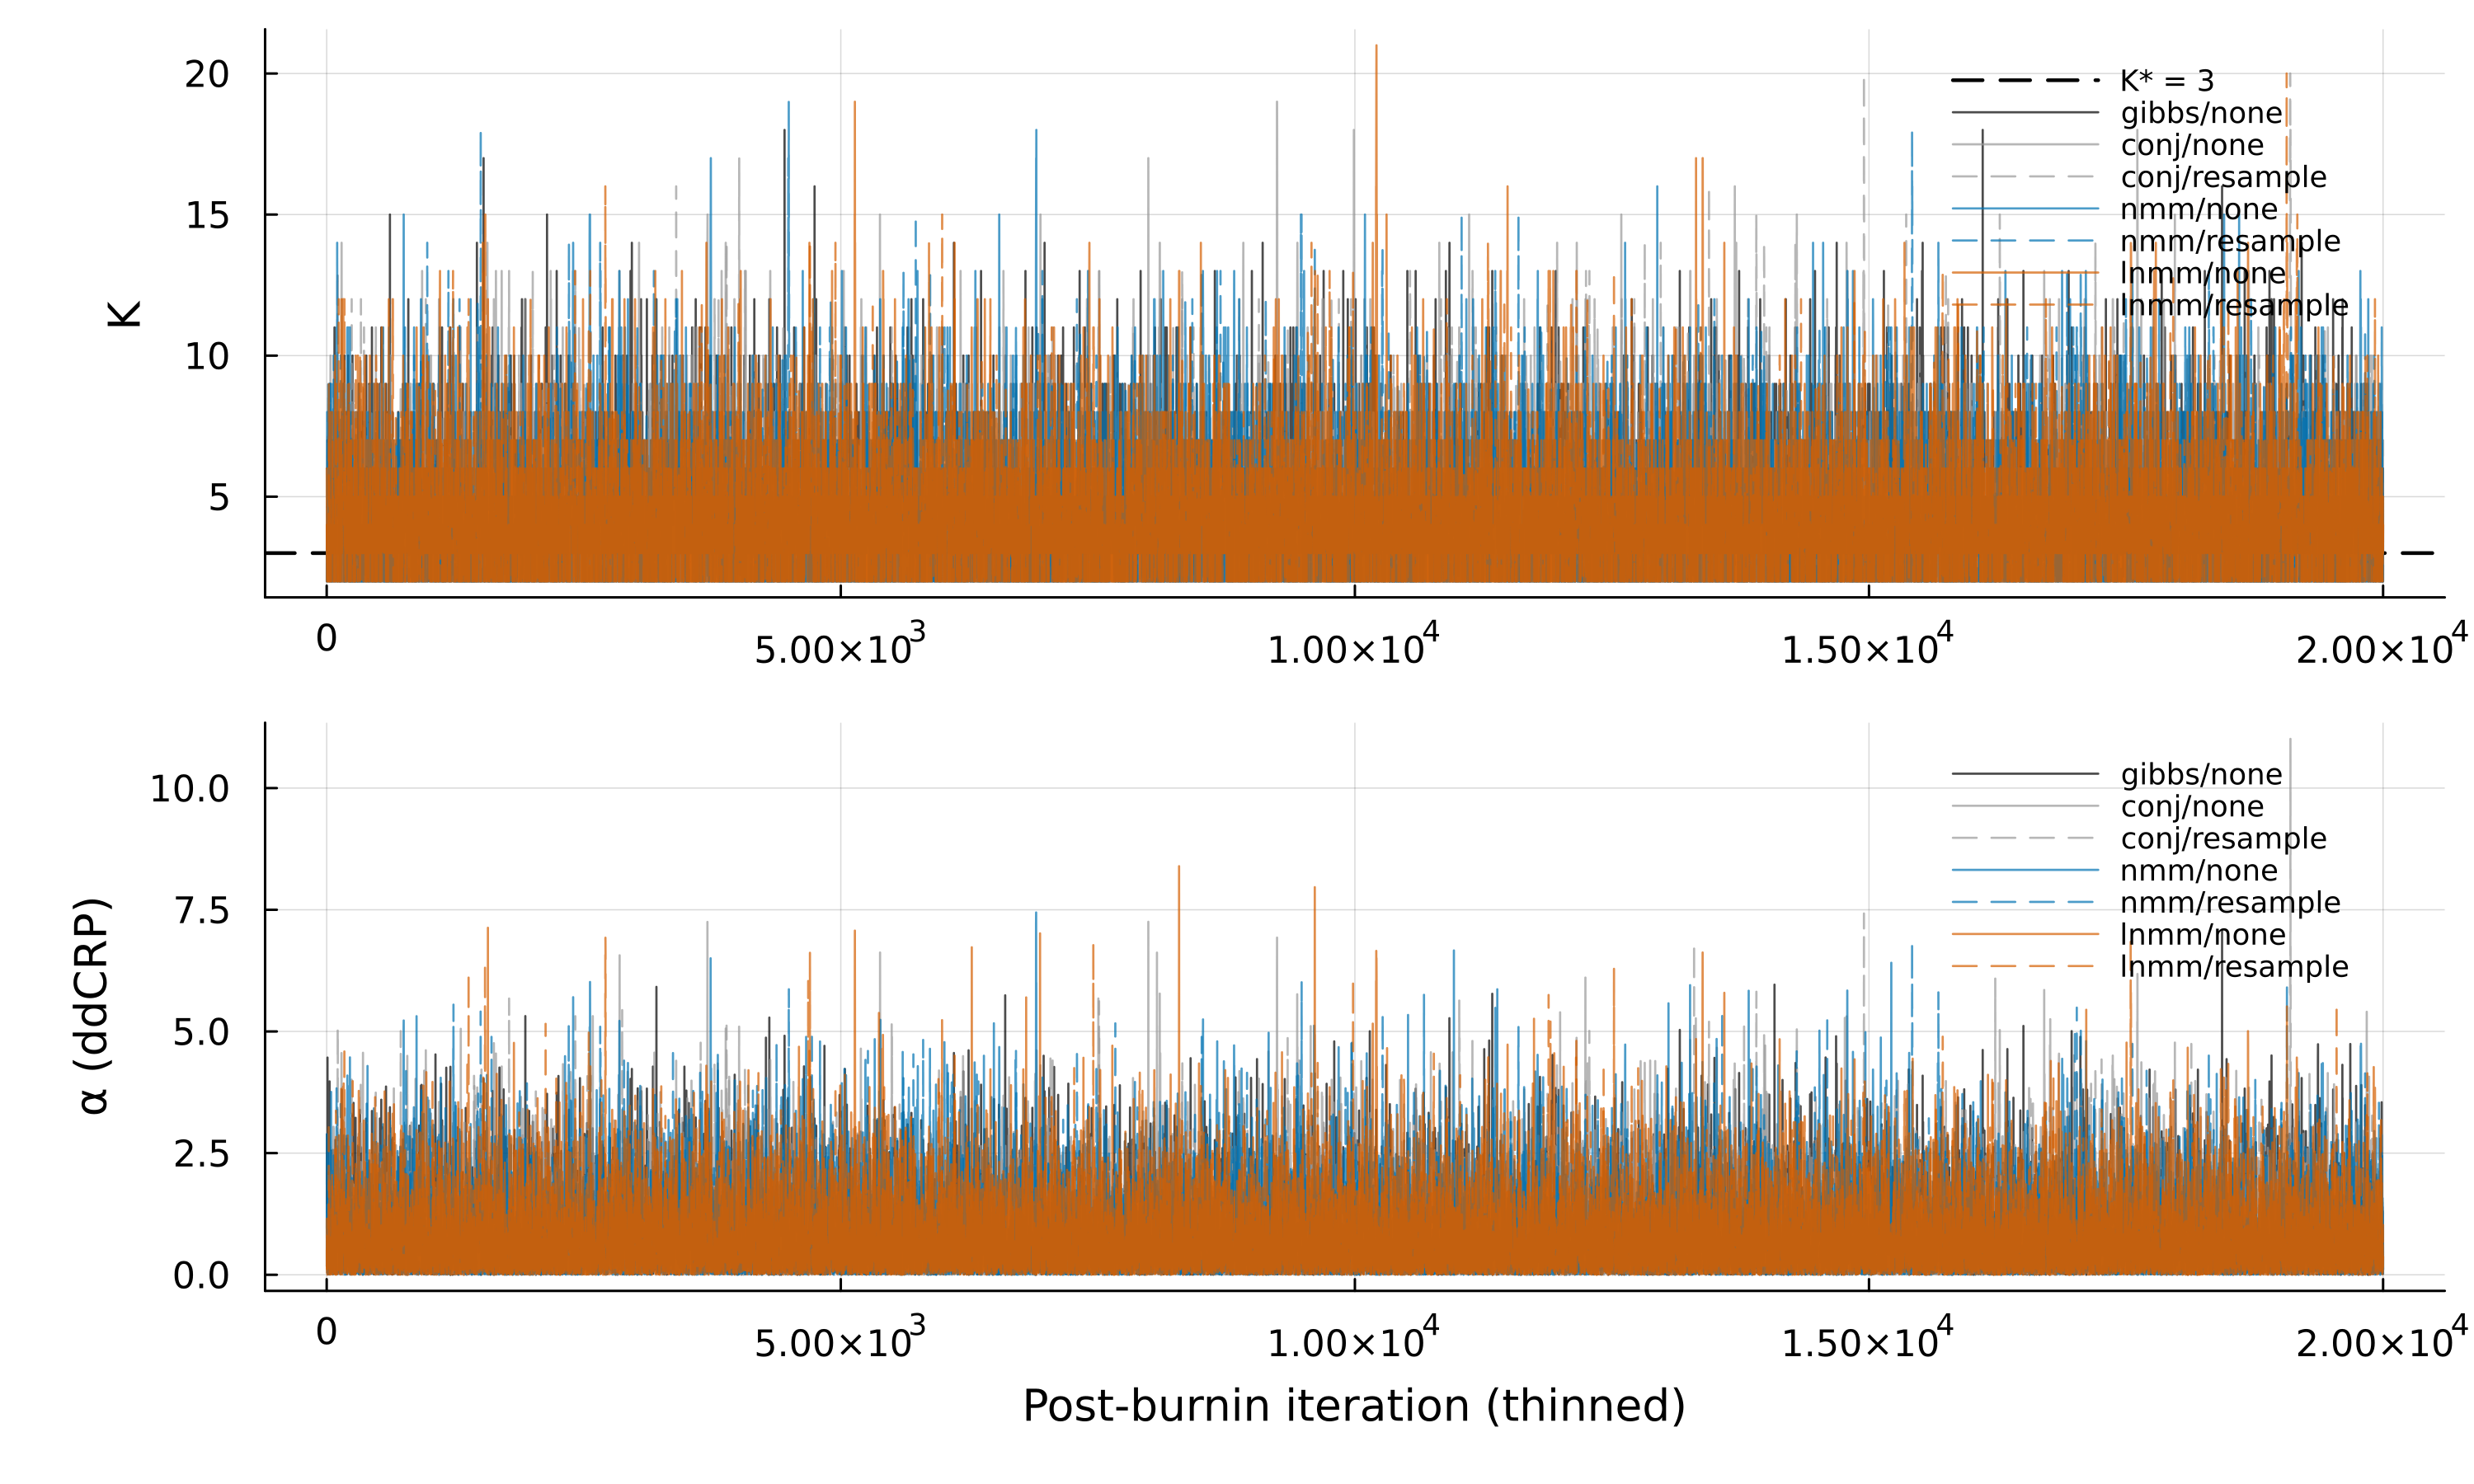 K
20
15
10
5
K* = 3
gibbs/none
conj/none
conj/resample
nmm/none
nmm/resample
lnmm/none
lnmm/resample
0
5.00×10³
1.00×10⁴
1.50×10⁴
2.00×10⁴
α (ddCRP)
10.0
7.5
5.0
2.5
0.0
gibbs/none
conj/none
conj/resample
nmm/none
nmm/resample
lnmm/none
lnmm/resample
0
5.00×10³
1.00×10⁴
1.50×10⁴
2.00×10⁴
Post-burnin iteration (thinned)